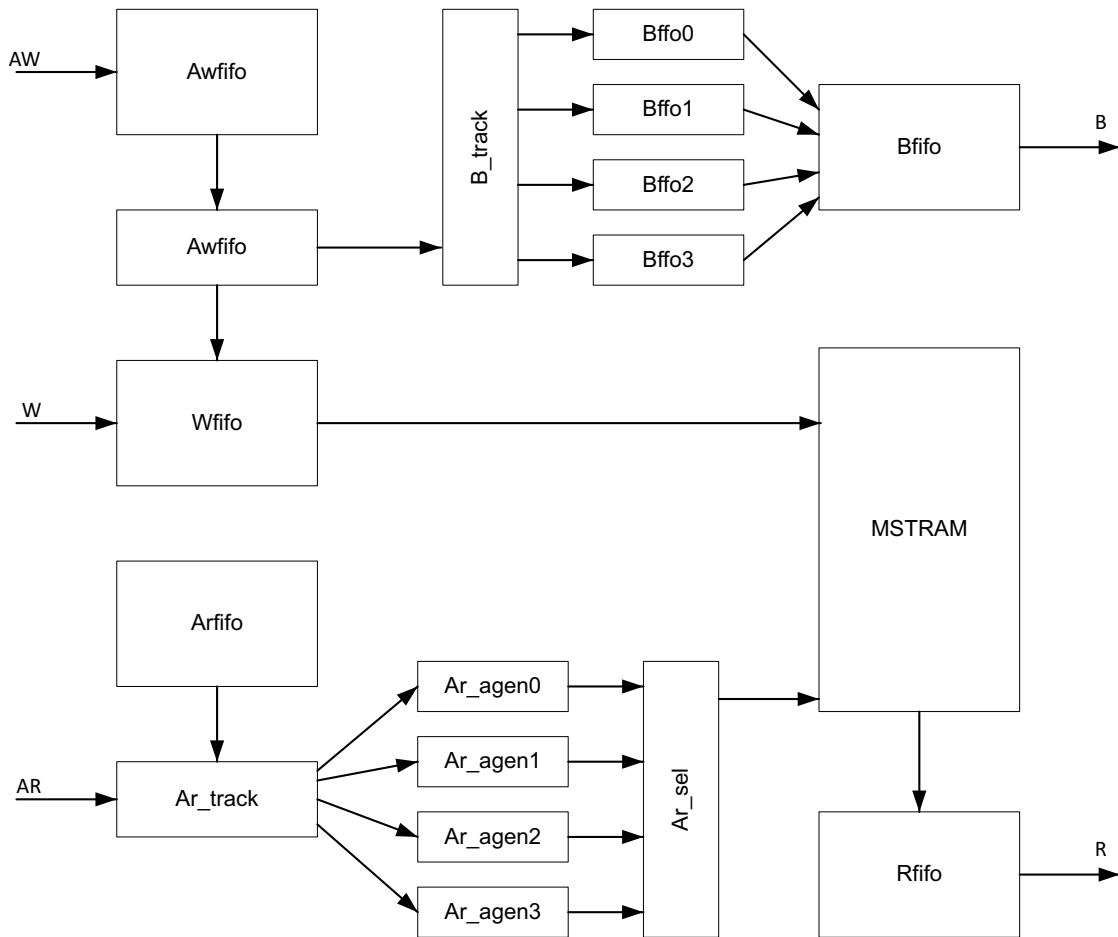 AW
Awfifo
B_track
Bffo0
Bffo1
Bffo2
Bffo3
Bfifo
B
Awfifo
W
Wfifo
MSTRAM
Arfifo
AR
Ar_track
Ar_agen0
Ar_agen1
Ar_agen2
Ar_agen3
Ar_sel
Rfifo
R